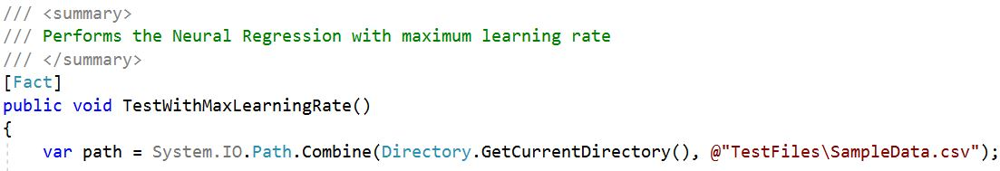 /// <summary>
/// Performs the Neural Regression with maximum learning rate
/// </summary>
[Fact]
public void TestWithMaxLearningRate()
{
var path = System.IO.Path.Combine(Directory.GetCurrentDirectory(), @"TestFiles\SampleData.csv");